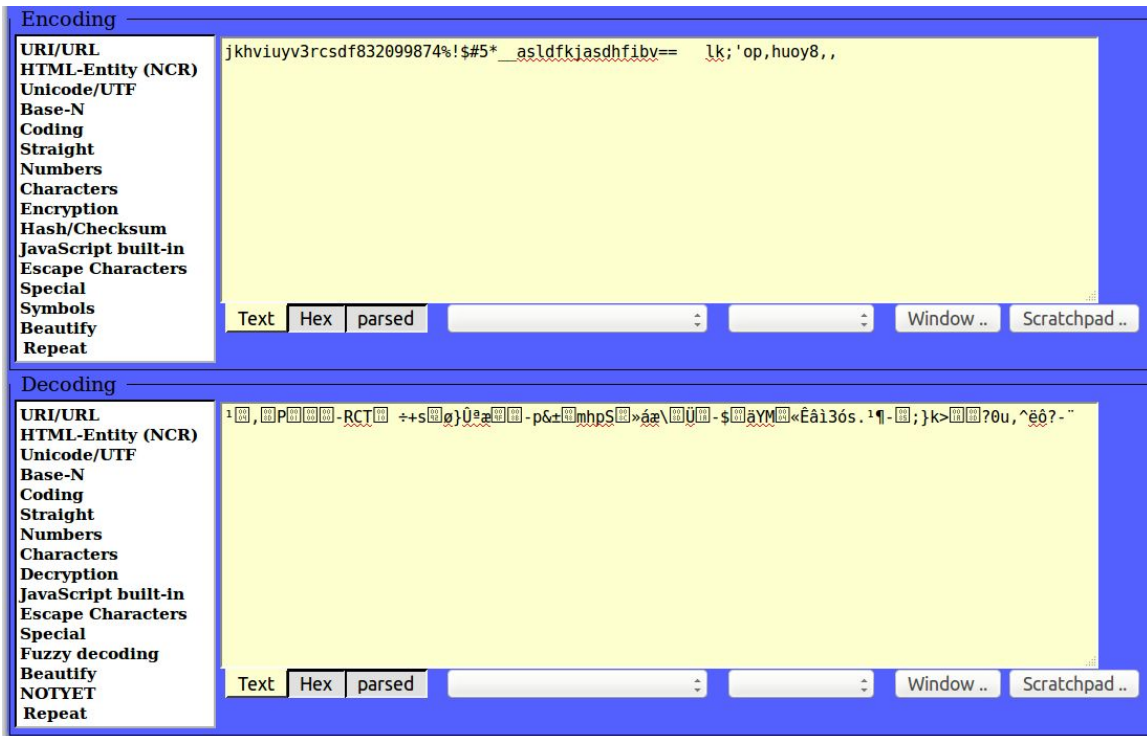 Encoding
URI/URL
HTML-Entity (NCR)
Unicode/UTF
Base-N
Coding
Straight
Numbers
Characters
Encryption
Hash/Checksum
JavaScript built-in
Escape Characters
Special
Symbols
Beautify
Repeat
jkhviuyv3rcsdf832099874%!$#5*__asldfkjasdhfibv==   lk;'op,huoy8,,
Text Hex parsed Window .. Scratchpad ..
Decoding
URI/URL
HTML-Entity (NCR)
Unicode/UTF
Base-N
Coding
Straight
Numbers
Characters
Decryption
JavaScript built-in
Escape Characters
Special
Fuzzy decoding
Beautify
NOTYET
Repeat
Text Hex parsed Window .. Scratchpad ..